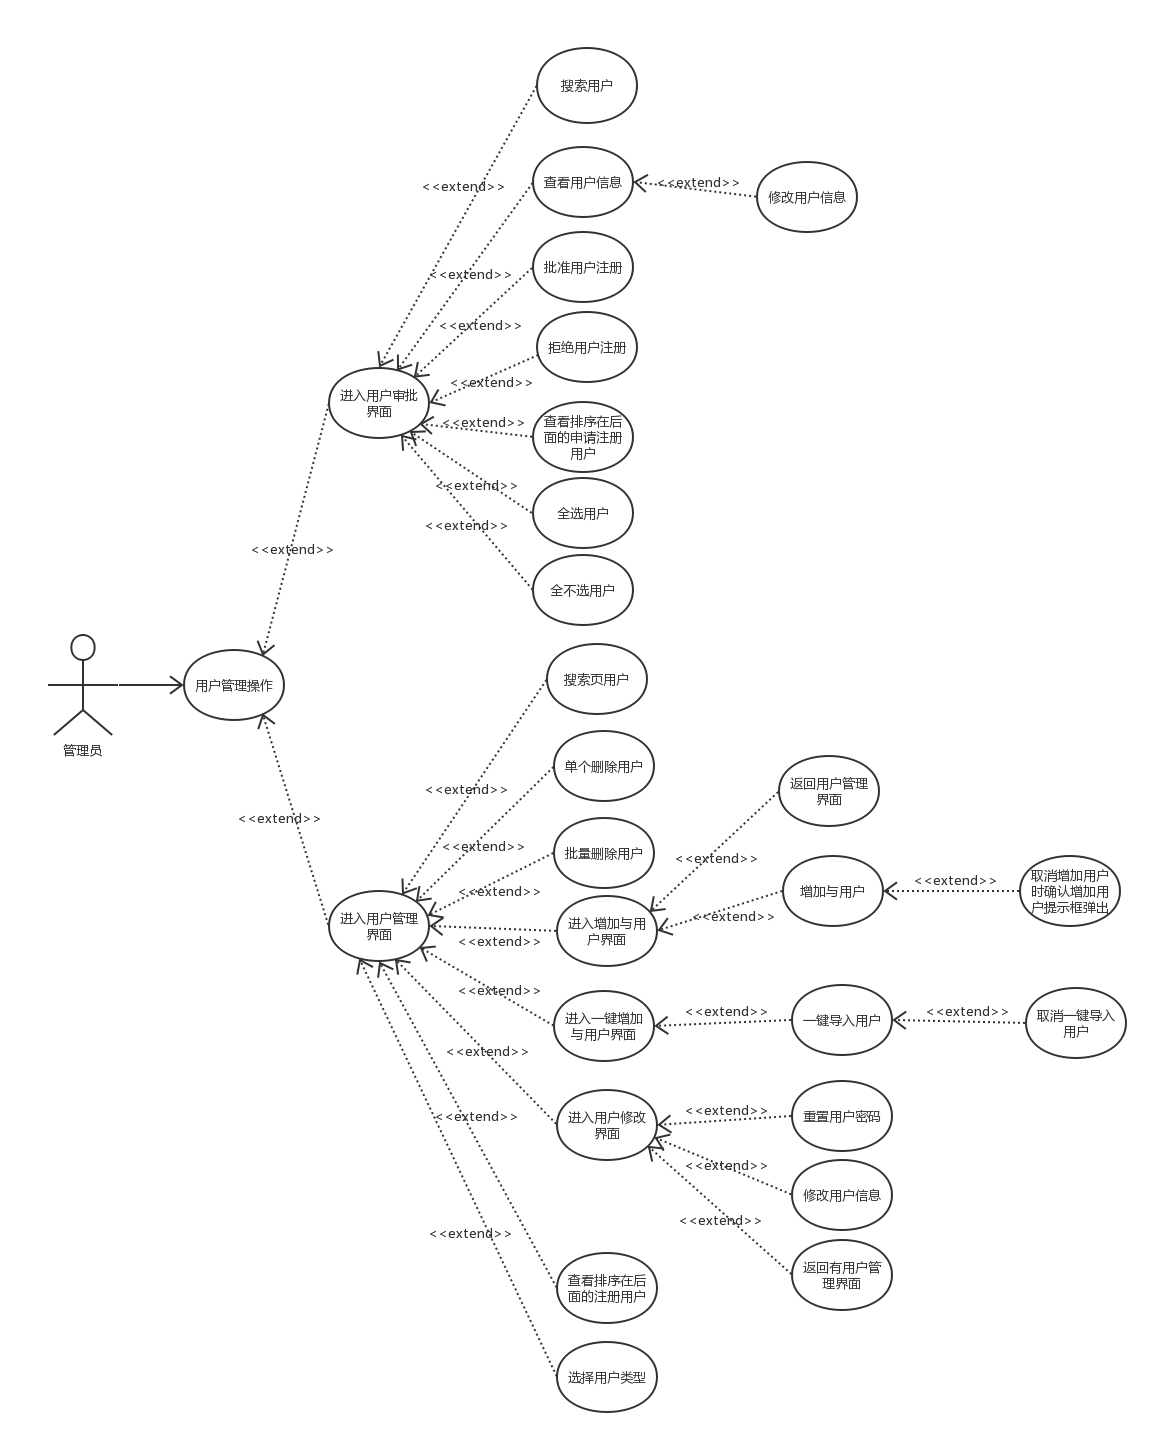 搜索用户
<<extend>>
查看用户信息
<<extend>>
修改用户信息
<<extend>>
批准用户注册
<<extend>>
拒绝用户注册
<<extend>>
进入用户审批
界面
<<extend>>
查看排序在后
面的申请注册
用户
<<extend>>
全选用户
<<extend>>
全不选用户
<<extend>>
管理员
用户管理操作
<<extend>>
搜索页用户
<<extend>>
单个删除用户
<<extend>>
批量删除用户
<<extend>>
进入用户管理
界面
<<extend>>
进入增加与用
户界面
<<extend>>
返回用户管理
界面
<<extend>>
增加与用户
<<extend>>
取消增加用户
时确认增加用
户提示框弹出
<<extend>>
进入一键增加
与用户界面
<<extend>>
一键导入用户
<<extend>>
取消一键导入
用户
<<extend>>
进入用户修改
界面
<<extend>>
重置用户密码
<<extend>>
修改用户信息
<<extend>>
返回有用户管
理界面
<<extend>>
查看排序在后
面的注册用户
<<extend>>
选择用户类型